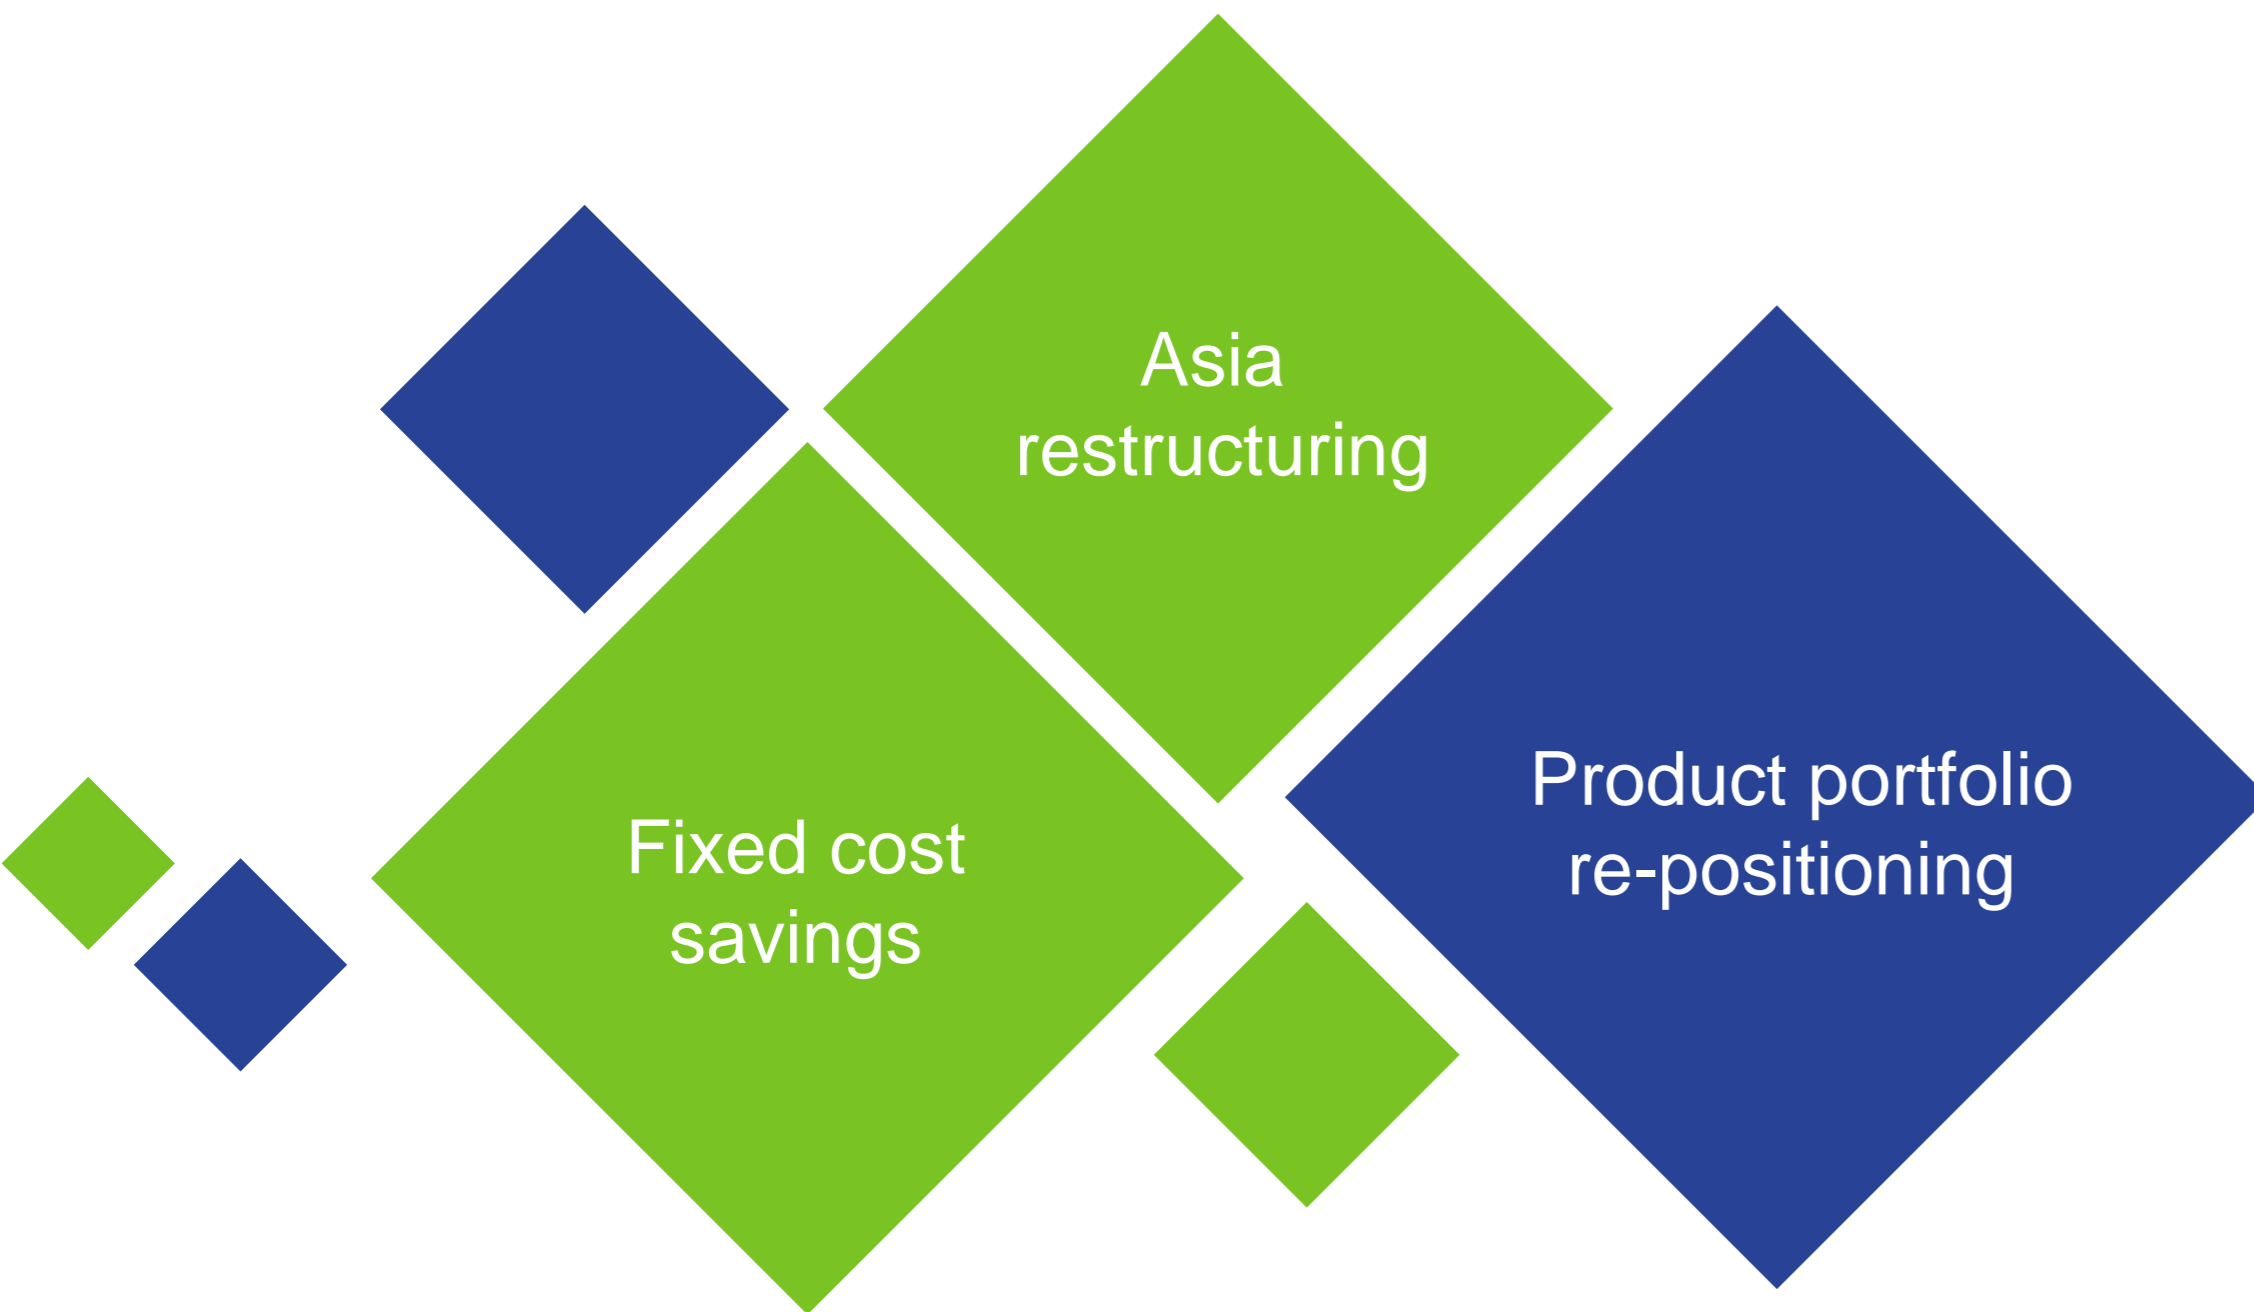 Asia
restructuring
Product portfolio
re-positioning
Fixed cost
savings